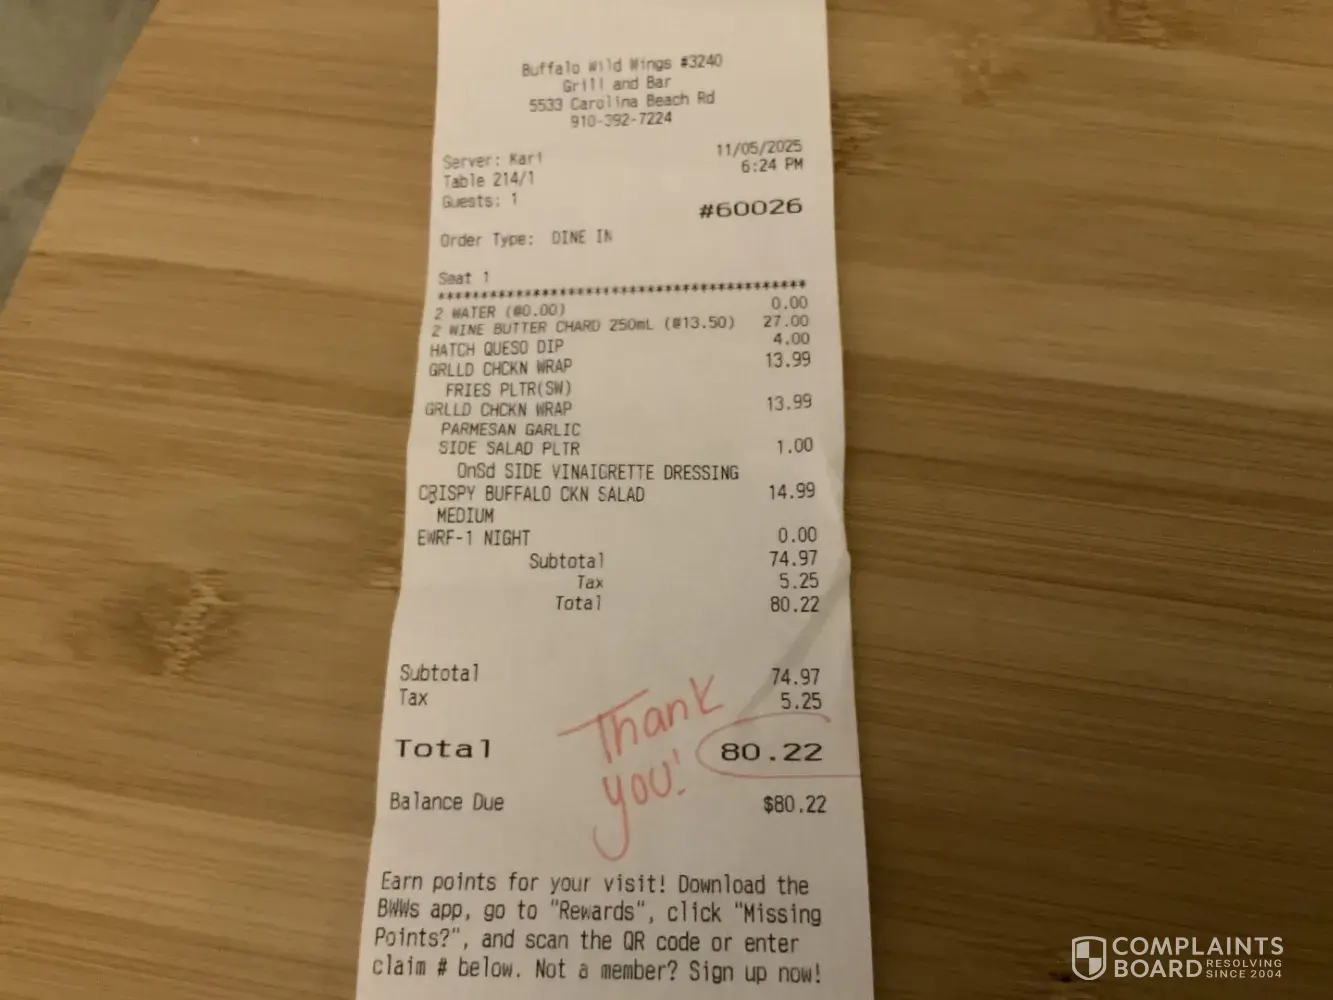 Buffalo Wild Wings #3240
Grill and Bar
5533 Carolina Beach Rd
910-392-7224
Server: Karl 11/05/2025
Table 214/1 6:24 PM
Guests: 1
#60026
Order Type: DINE IN
Seat 1
*******************************************
2 WATER (@0.00) 0.00
2 WINE BUTTER CHARD 250mL (@13.50) 27.00
HATCH QUESO DIP 4.00
GRLLD CHCKN WRAP 13.99
FRIES PLTR(SW)
GRLLD CHCKN WRAP 13.99
PARMESAN GARLIC
SIDE SALAD PLTR 1.00
OnSd SIDE VINAIGRETTE DRESSING
CRISPY BUFFALO CKN SALAD 14.99
MEDIUM
EWRF-1 NIGHT 0.00
Subtotal 74.97
Tax 5.25
Total 80.22
Subtotal 74.97
Tax 5.25
Thank
you!
Total 80.22
Balance Due $80.22
Earn points for your visit! Download the
BWWs app, go to "Rewards", click "Missing
Points?", and scan the QR code or enter
claim # below. Not a member? Sign up now!
COMPLAINTS
BOARD RESOLVING
SINCE 2004